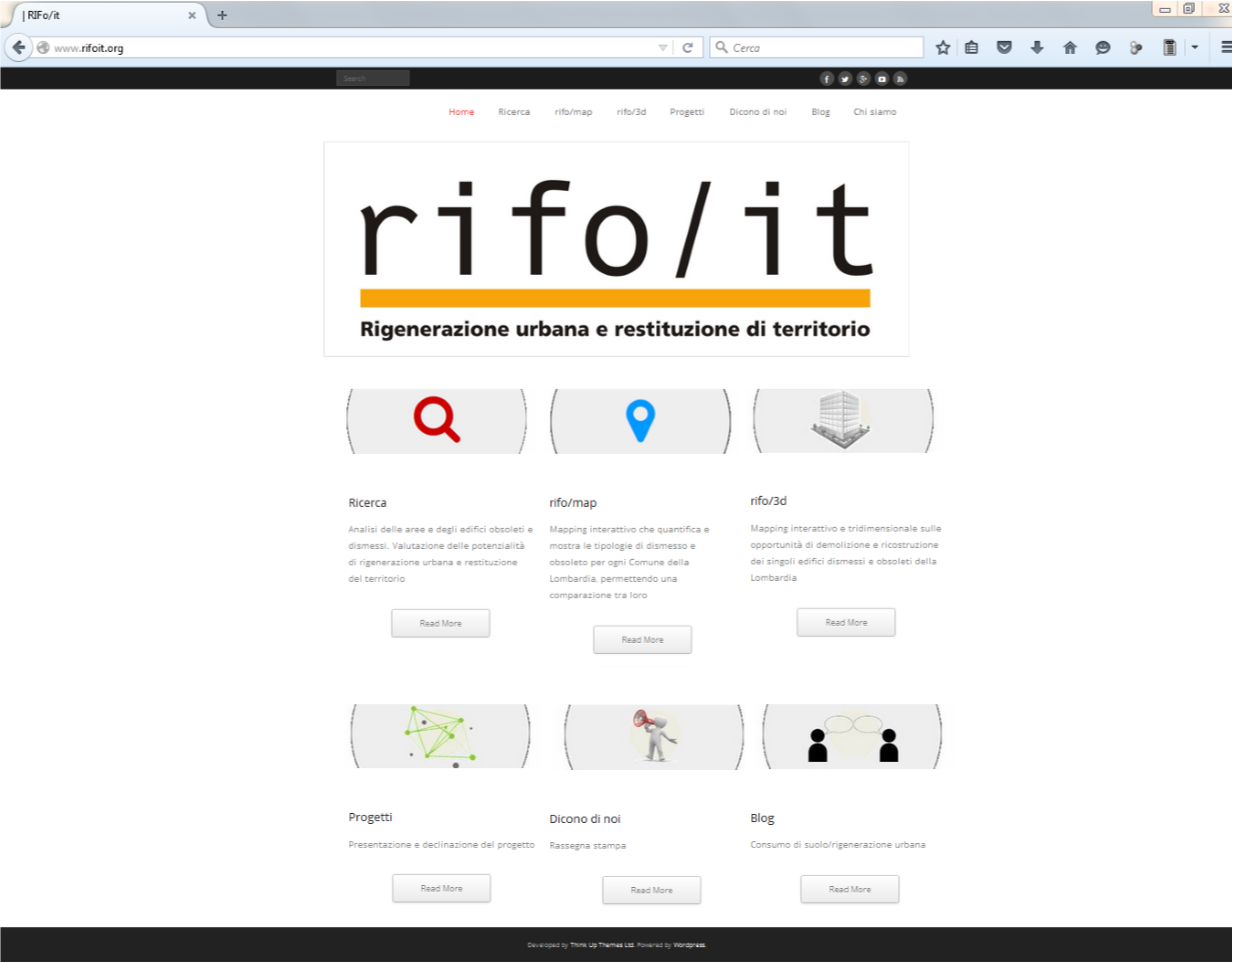 | RIFo/it
www.rifoit.org
Cerca
Search
Home Ricerca rifo/map rifo/3d Progetti Dicono di noi Blog Chi siamo
rifo/it
Rigenerazione urbana e restituzione di territorio
Ricerca
Analisi delle aree e degli edifici obsoleti e
dismessi. Valutazione delle potenzialità
di rigenerazione urbana e restituzione
del territorio
Read More
rifo/map
Mapping interattivo che quantifica e
mostra le tipologie di dismesso e
obsoleto per ogni Comune della
Lombardia, permettendo una
comparazione tra loro
Read More
rifo/3d
Mapping interattivo e tridimensionale sulle
opportunità di demolizione e ricostruzione
dei singoli edifici dismessi e obsoleti della
Lombardia
Read More
Progetti
Presentazione e declinazione del progetto
Read More
Dicono di noi
Rassegna stampa
Read More
Blog
Consumo di suolo/rigenerazione urbana
Read More
Developed by Think Up Themes Ltd. Powered by Wordpress.